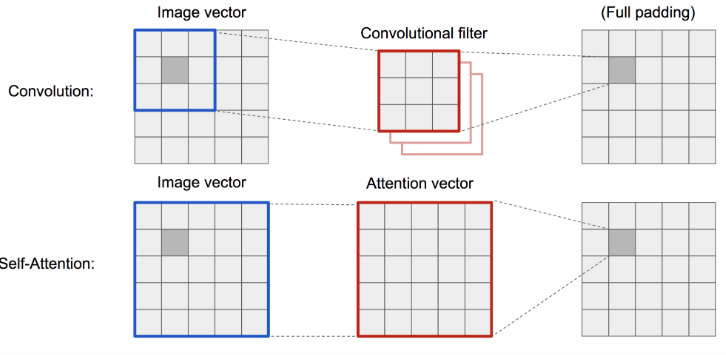 Image vector
(Full padding)
Convolutional filter
Convolution:
Image vector
Attention vector
Self-Attention: